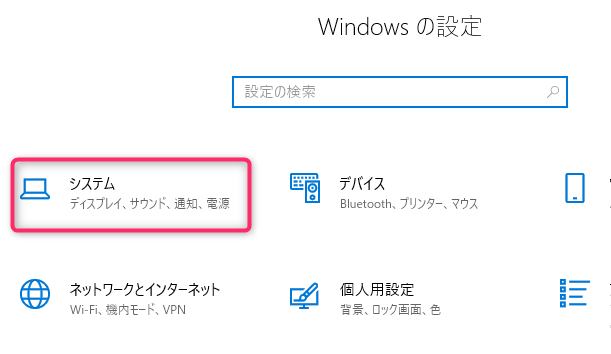 Windows の設定
設定の検索
システム
ディスプレイ、サウンド、通知、電源
デバイス
Bluetooth、プリンター、マウス
ネットワークとインターネット
Wi-Fi、機内モード、VPN
個人用設定
背景、ロック画面、色